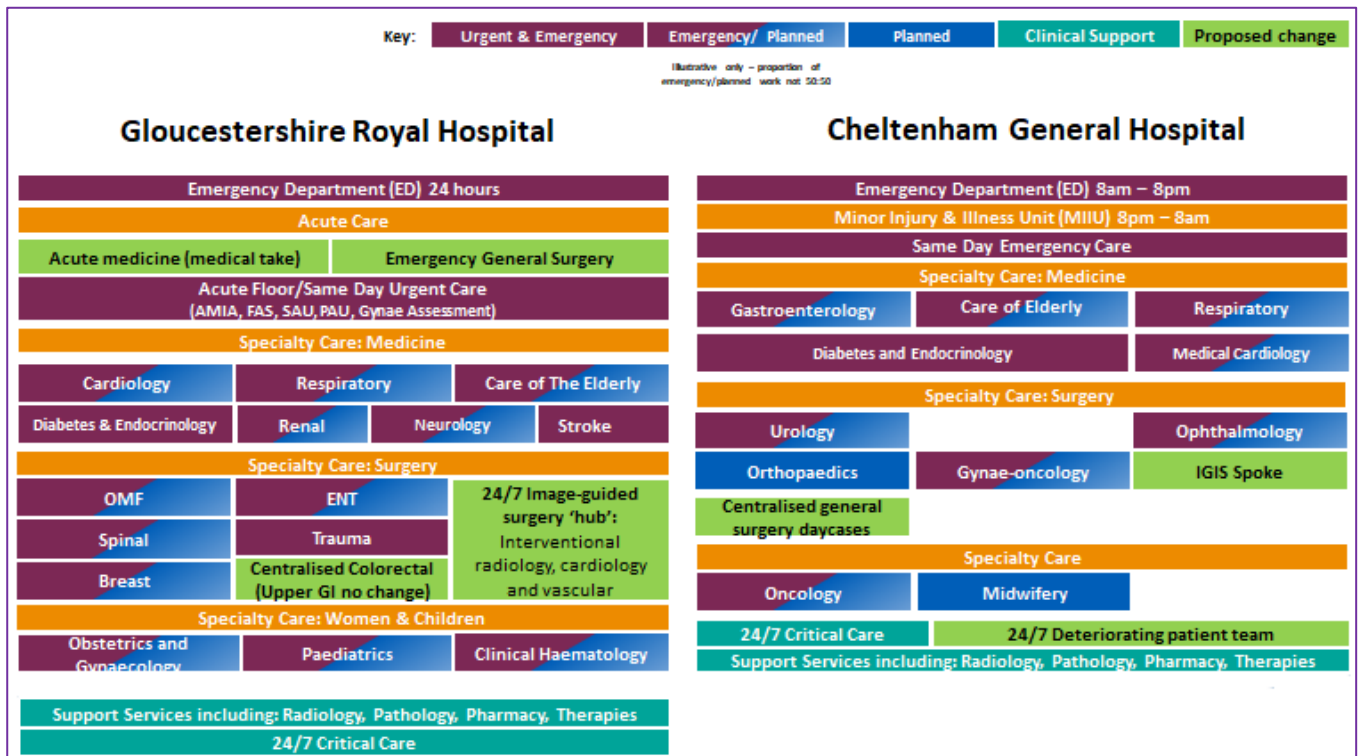 Key:
Urgent & Emergency
Emergency/ Planned
Planned
Clinical Support
Proposed change
Illustrative only – proportion of
emergency/planned work not 50:50
Gloucestershire Royal Hospital
Emergency Department (ED) 24 hours
Acute Care
Acute medicine (medical take)
Emergency General Surgery
Acute Floor/Same Day Urgent Care
(AMIA, FAS, SAU, PAU, Gynae Assessment)
Specialty Care: Medicine
Cardiology
Respiratory
Care of The Elderly
Diabetes & Endocrinology
Renal
Neurology
Stroke
Specialty Care: Surgery
OMF
ENT
24/7 Image-guided
surgery ‘hub’:
Interventional
radiology, cardiology
and vascular
Spinal
Trauma
Breast
Centralised Colorectal
(Upper GI no change)
Specialty Care: Women & Children
Obstetrics and
Gynaecology
Paediatrics
Clinical Haematology
Support Services including: Radiology, Pathology, Pharmacy, Therapies
24/7 Critical Care
Cheltenham General Hospital
Emergency Department (ED) 8am – 8pm
Minor Injury & Illness Unit (MIIU) 8pm – 8am
Same Day Emergency Care
Specialty Care: Medicine
Gastroenterology
Care of Elderly
Respiratory
Diabetes and Endocrinology
Medical Cardiology
Specialty Care: Surgery
Urology
Ophthalmology
Orthopaedics
Gynae-oncology
IGIS Spoke
Centralised general
surgery daycases
Specialty Care
Oncology
Midwifery
24/7 Critical Care
24/7 Deteriorating patient team
Support Services including: Radiology, Pathology, Pharmacy, Therapies